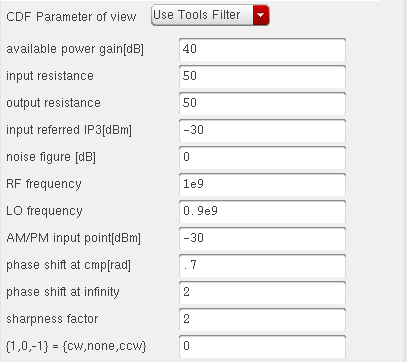 CDF Parameter of view Use Tools Filter
available power gain[dB] 40
input resistance 50
output resistance 50
input referred IP3[dBm] -30
noise figure [dB] 0
RF frequency 1e9
LO frequency 0.9e9
AM/PM input point[dBm] -30
phase shift at cmp[rad] .7
phase shift at infinity 2
sharpness factor 2
{1,0,-1} = {cw,none,ccw} 0